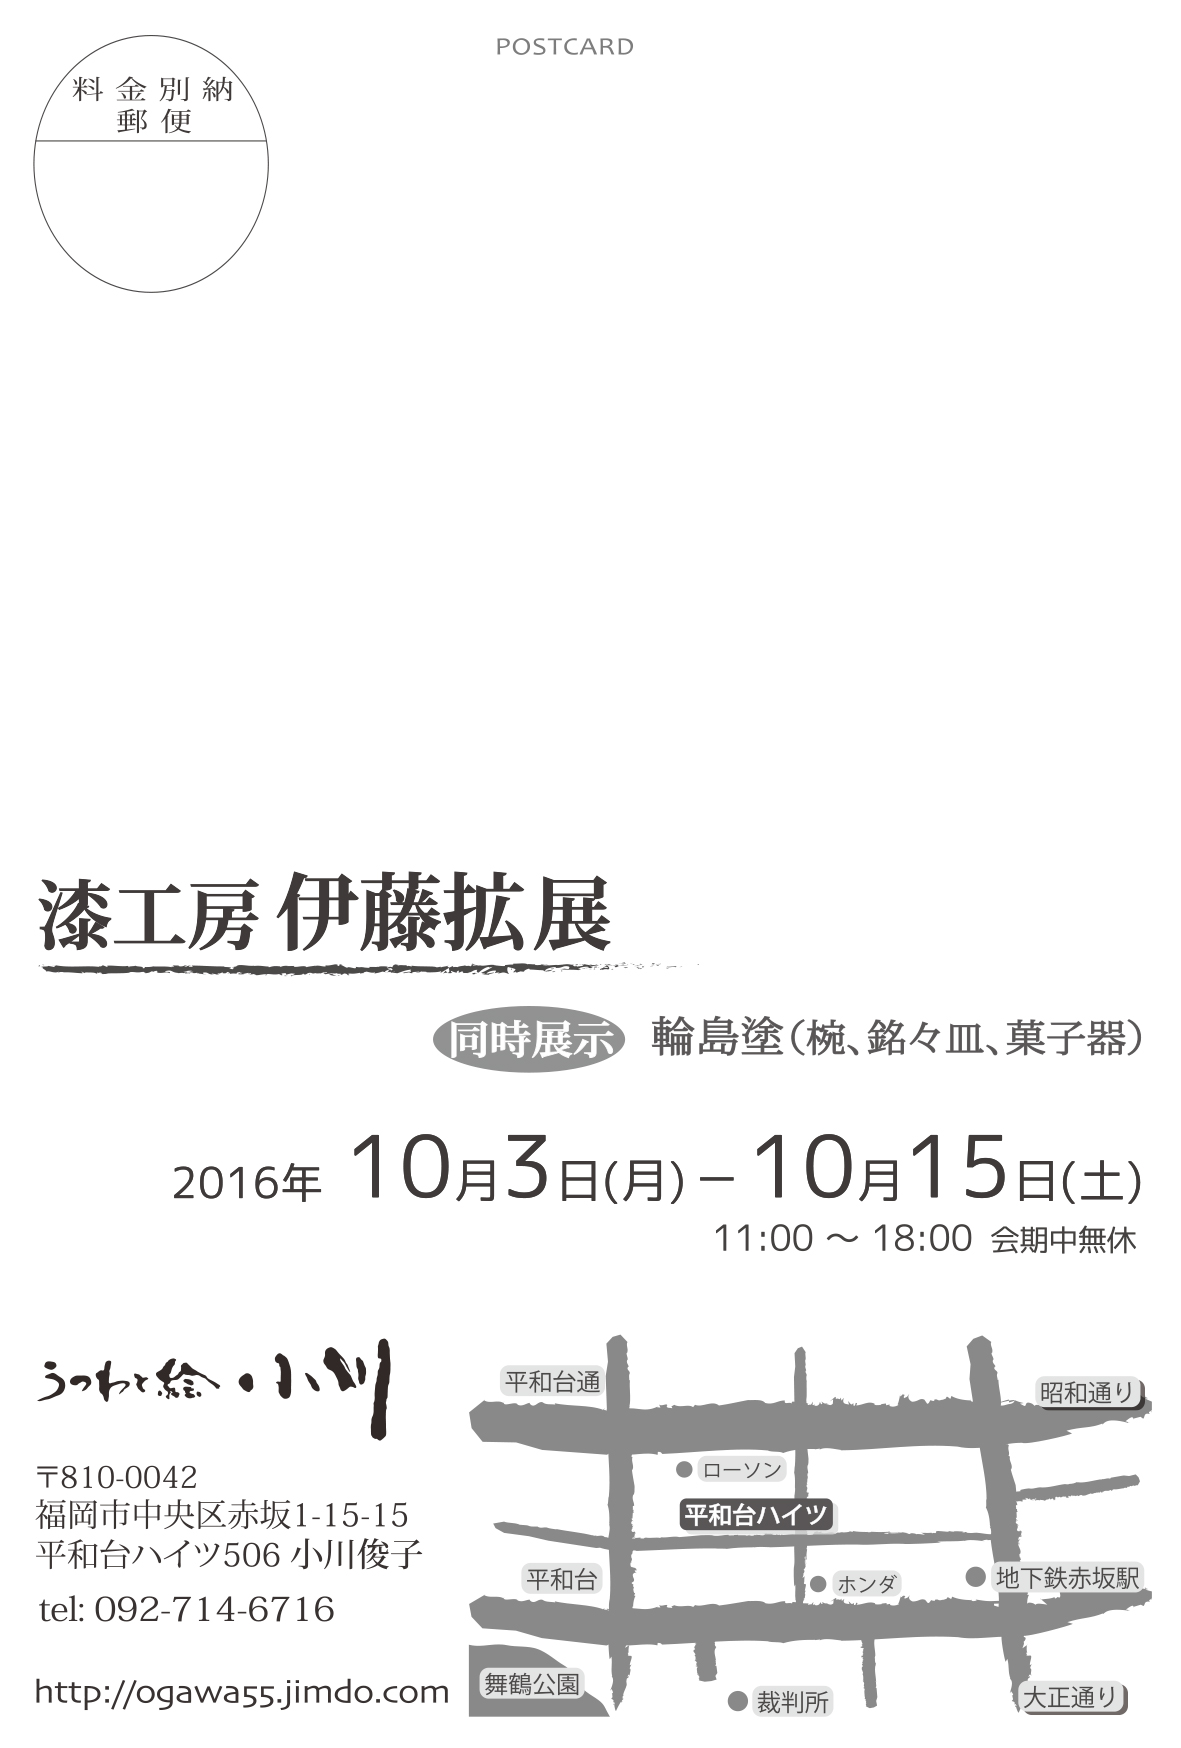 POSTCARD
料金別納
郵便
漆工房 伊藤拡展
同時展示 輪島塗（椀、銘々皿、菓子器）
2016年 10月3日(月)－10月15日(土)
11:00 ～ 18:00 会期中無休
うつわと絵・小川
〒810-0042
福岡市中央区赤坂1-15-15
平和台ハイツ506 小川俊子
tel: 092-714-6716
http://ogawa55.jimdo.com
平和台通
昭和通り
ローソン
平和台ハイツ
平和台
ホンダ
地下鉄赤坂駅
舞鶴公園
裁判所
大正通り